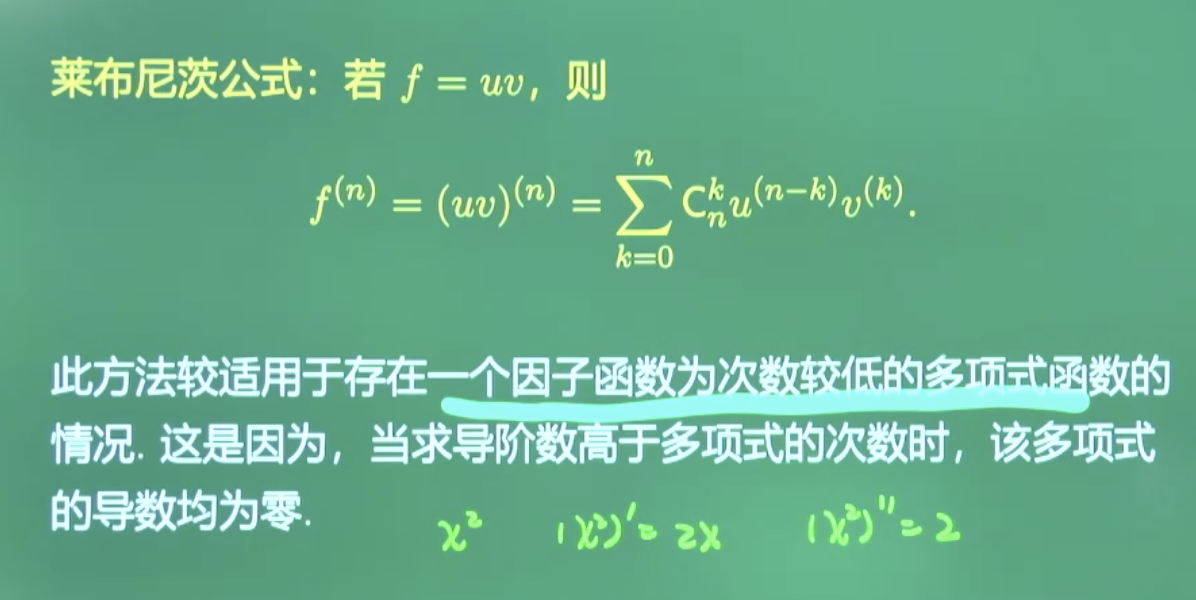 莱布尼茨公式：若 f = uv，则
f^{(n)} = (uv)^{(n)} = \sum_{k=0}^{n} C_n^k u^{(n-k)} v^{(k)}.
此方法较适用于存在一个因子函数为次数较低的多项式函数的
情况. 这是因为，当求导阶数高于多项式的次数时，该多项式
的导数均为零.
x² (x²)′= 2x (x²)″= 2